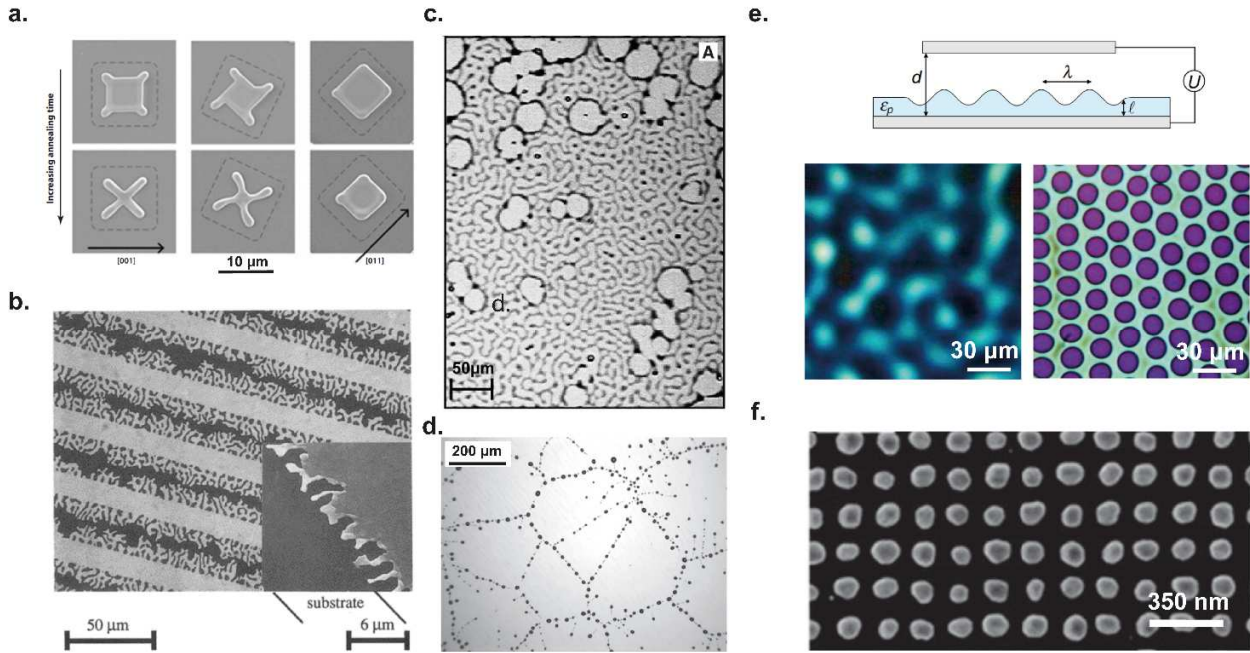 a.
Increasing annealing time
[001]
10 μm
[011]
b.
substrate
50 μm
6 μm
c.
A
d.
50μm
d.
200 μm
e.
d
λ
U
εp
ℓ
30 μm
30 μm
f.
350 nm